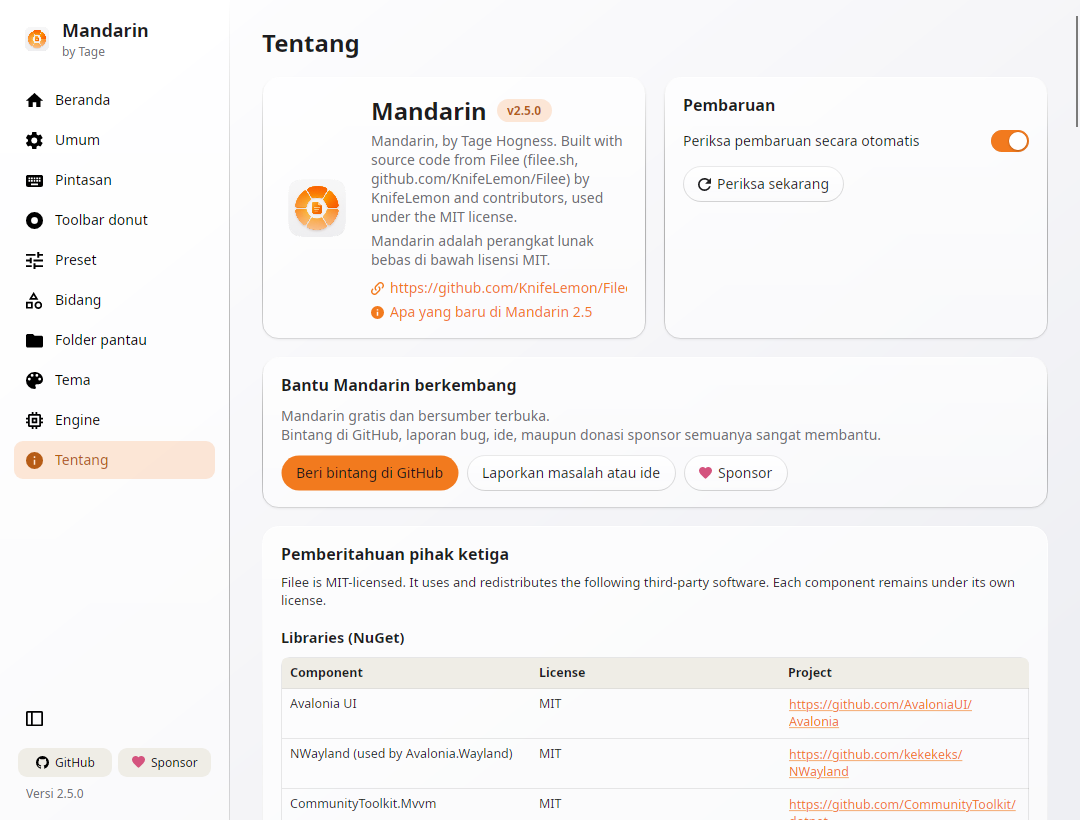 Mandarin
by Tage
Beranda
Umum
Pintasan
Toolbar donut
Preset
Bidang
Folder pantau
Tema
Engine
Tentang
GitHub
Sponsor
Versi 2.5.0
Tentang
Mandarin v2.5.0
Mandarin, by Tage Hogness. Built with
source code from Filee (filee.sh,
github.com/KnifeLemon/Filee) by
KnifeLemon and contributors, used
under the MIT license.
Mandarin adalah perangkat lunak
bebas di bawah lisensi MIT.
https://github.com/KnifeLemon/Filee
Apa yang baru di Mandarin 2.5
Pembaruan
Periksa pembaruan secara otomatis
Periksa sekarang
Bantu Mandarin berkembang
Mandarin gratis dan bersumber terbuka.
Bintang di GitHub, laporan bug, ide, maupun donasi sponsor semuanya sangat membantu.
Beri bintang di GitHub
Laporkan masalah atau ide
Sponsor
Pemberitahuan pihak ketiga
Filee is MIT-licensed. It uses and redistributes the following third-party software. Each component remains under its own
license.
Libraries (NuGet)
Component License Project
Avalonia UI MIT https://github.com/AvaloniaUI/
Avalonia
NWayland (used by Avalonia.Wayland) MIT https://github.com/kekekeks/
NWayland
CommunityToolkit.Mvvm MIT https://github.com/CommunityToolkit/